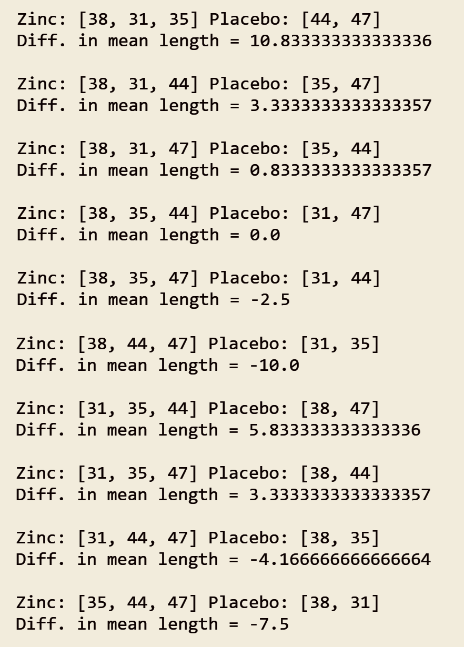 Zinc: [38, 31, 35] Placebo: [44, 47]
Diff. in mean length = 10.833333333333336
Zinc: [38, 31, 44] Placebo: [35, 47]
Diff. in mean length = 3.3333333333333357
Zinc: [38, 31, 47] Placebo: [35, 44]
Diff. in mean length = 0.8333333333333357
Zinc: [38, 35, 44] Placebo: [31, 47]
Diff. in mean length = 0.0
Zinc: [38, 35, 47] Placebo: [31, 44]
Diff. in mean length = -2.5
Zinc: [38, 44, 47] Placebo: [31, 35]
Diff. in mean length = -10.0
Zinc: [31, 35, 44] Placebo: [38, 47]
Diff. in mean length = 5.833333333333336
Zinc: [31, 35, 47] Placebo: [38, 44]
Diff. in mean length = 3.3333333333333357
Zinc: [31, 44, 47] Placebo: [38, 35]
Diff. in mean length = -4.166666666666664
Zinc: [35, 44, 47] Placebo: [38, 31]
Diff. in mean length = -7.5